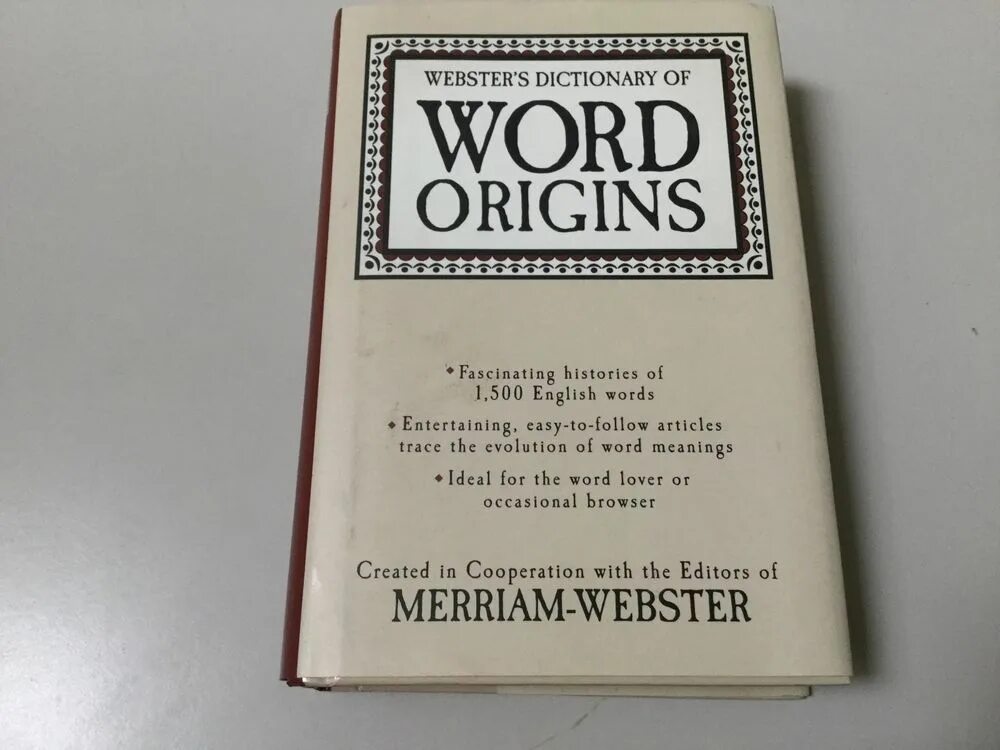 WEBSTER'S DICTIONARY OF
WORD
ORIGINS
◆Fascinating histories of
1,500 English words
◆Entertaining, easy-to-follow articles
trace the evolution of word meanings
◆Ideal for the word lover or
occasional browser
Created in Cooperation with the Editors of
MERRIAM-WEBSTER